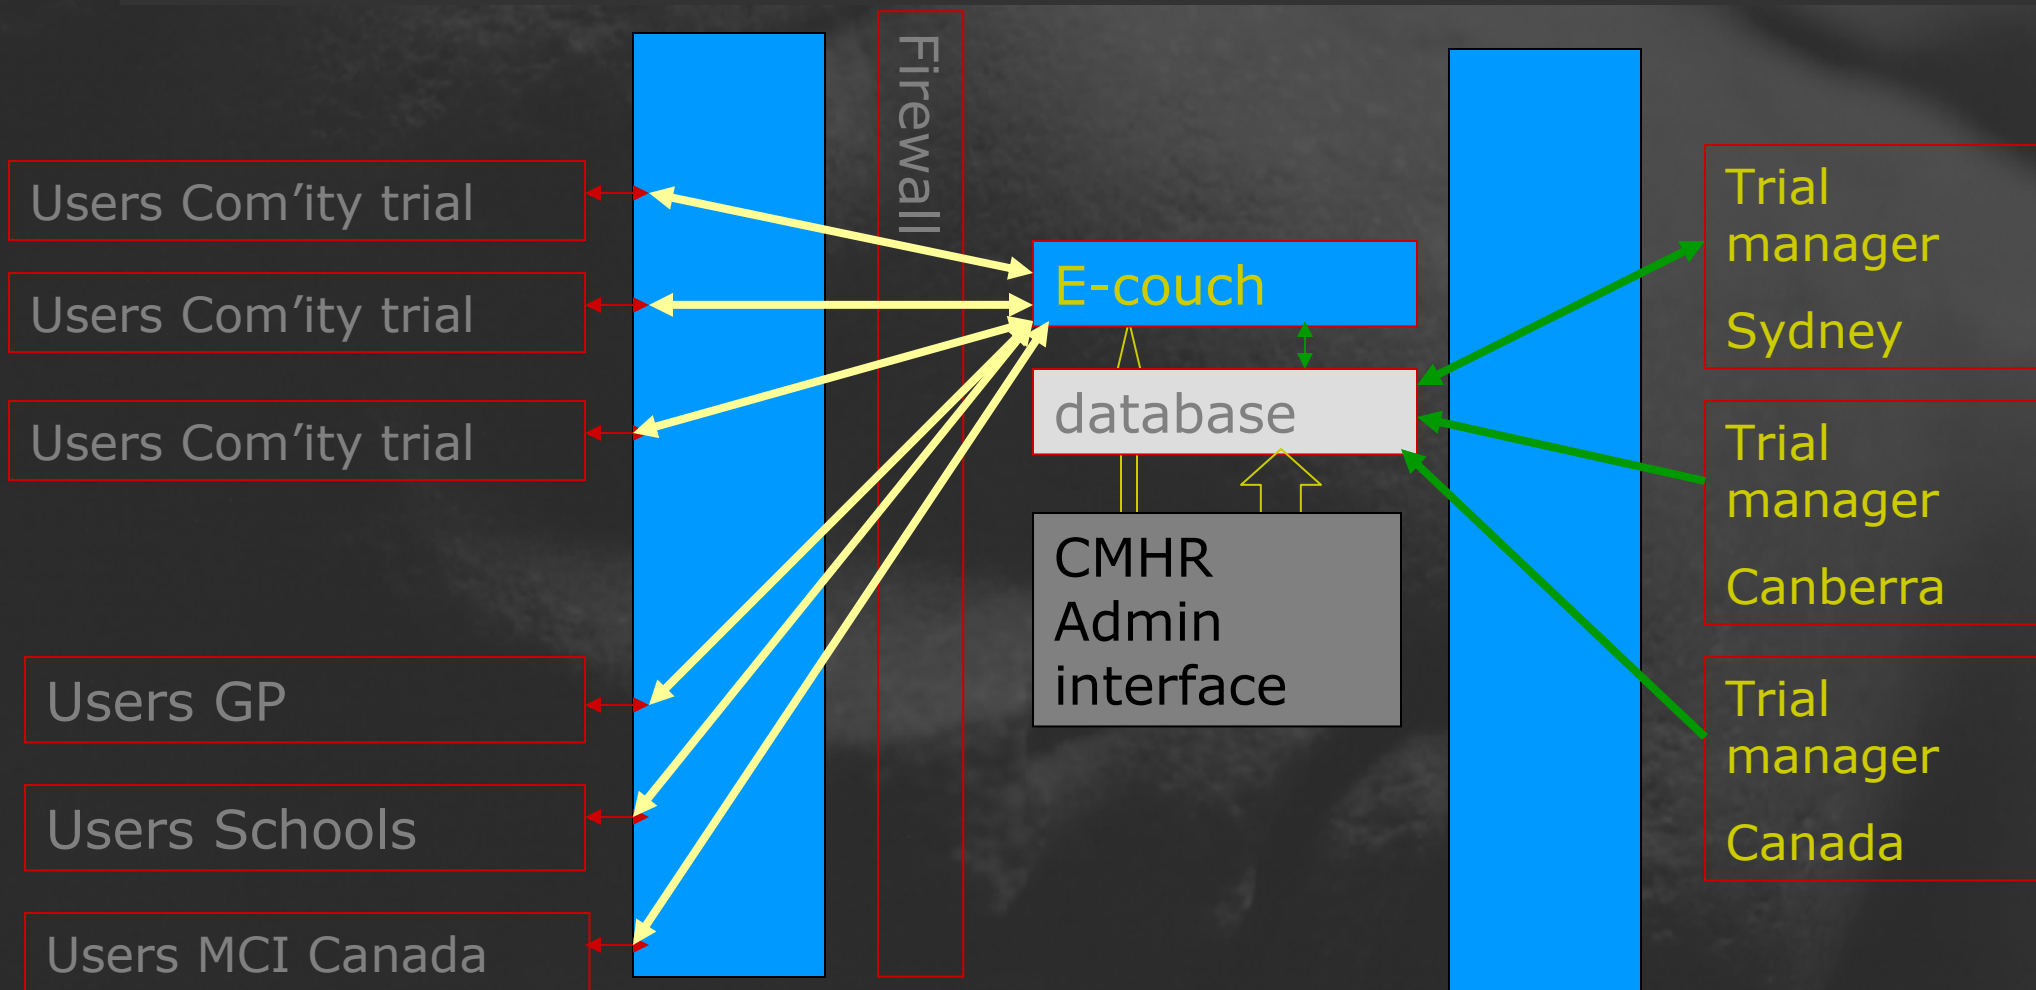 Firewall
Users Com’ity trial
Users Com’ity trial
Users Com’ity trial
Users GP
Users Schools
Users MCI Canada
E-couch
database
CMHR
Admin
interface
Trial
manager
Sydney
Trial
manager
Canberra
Trial
manager
Canada